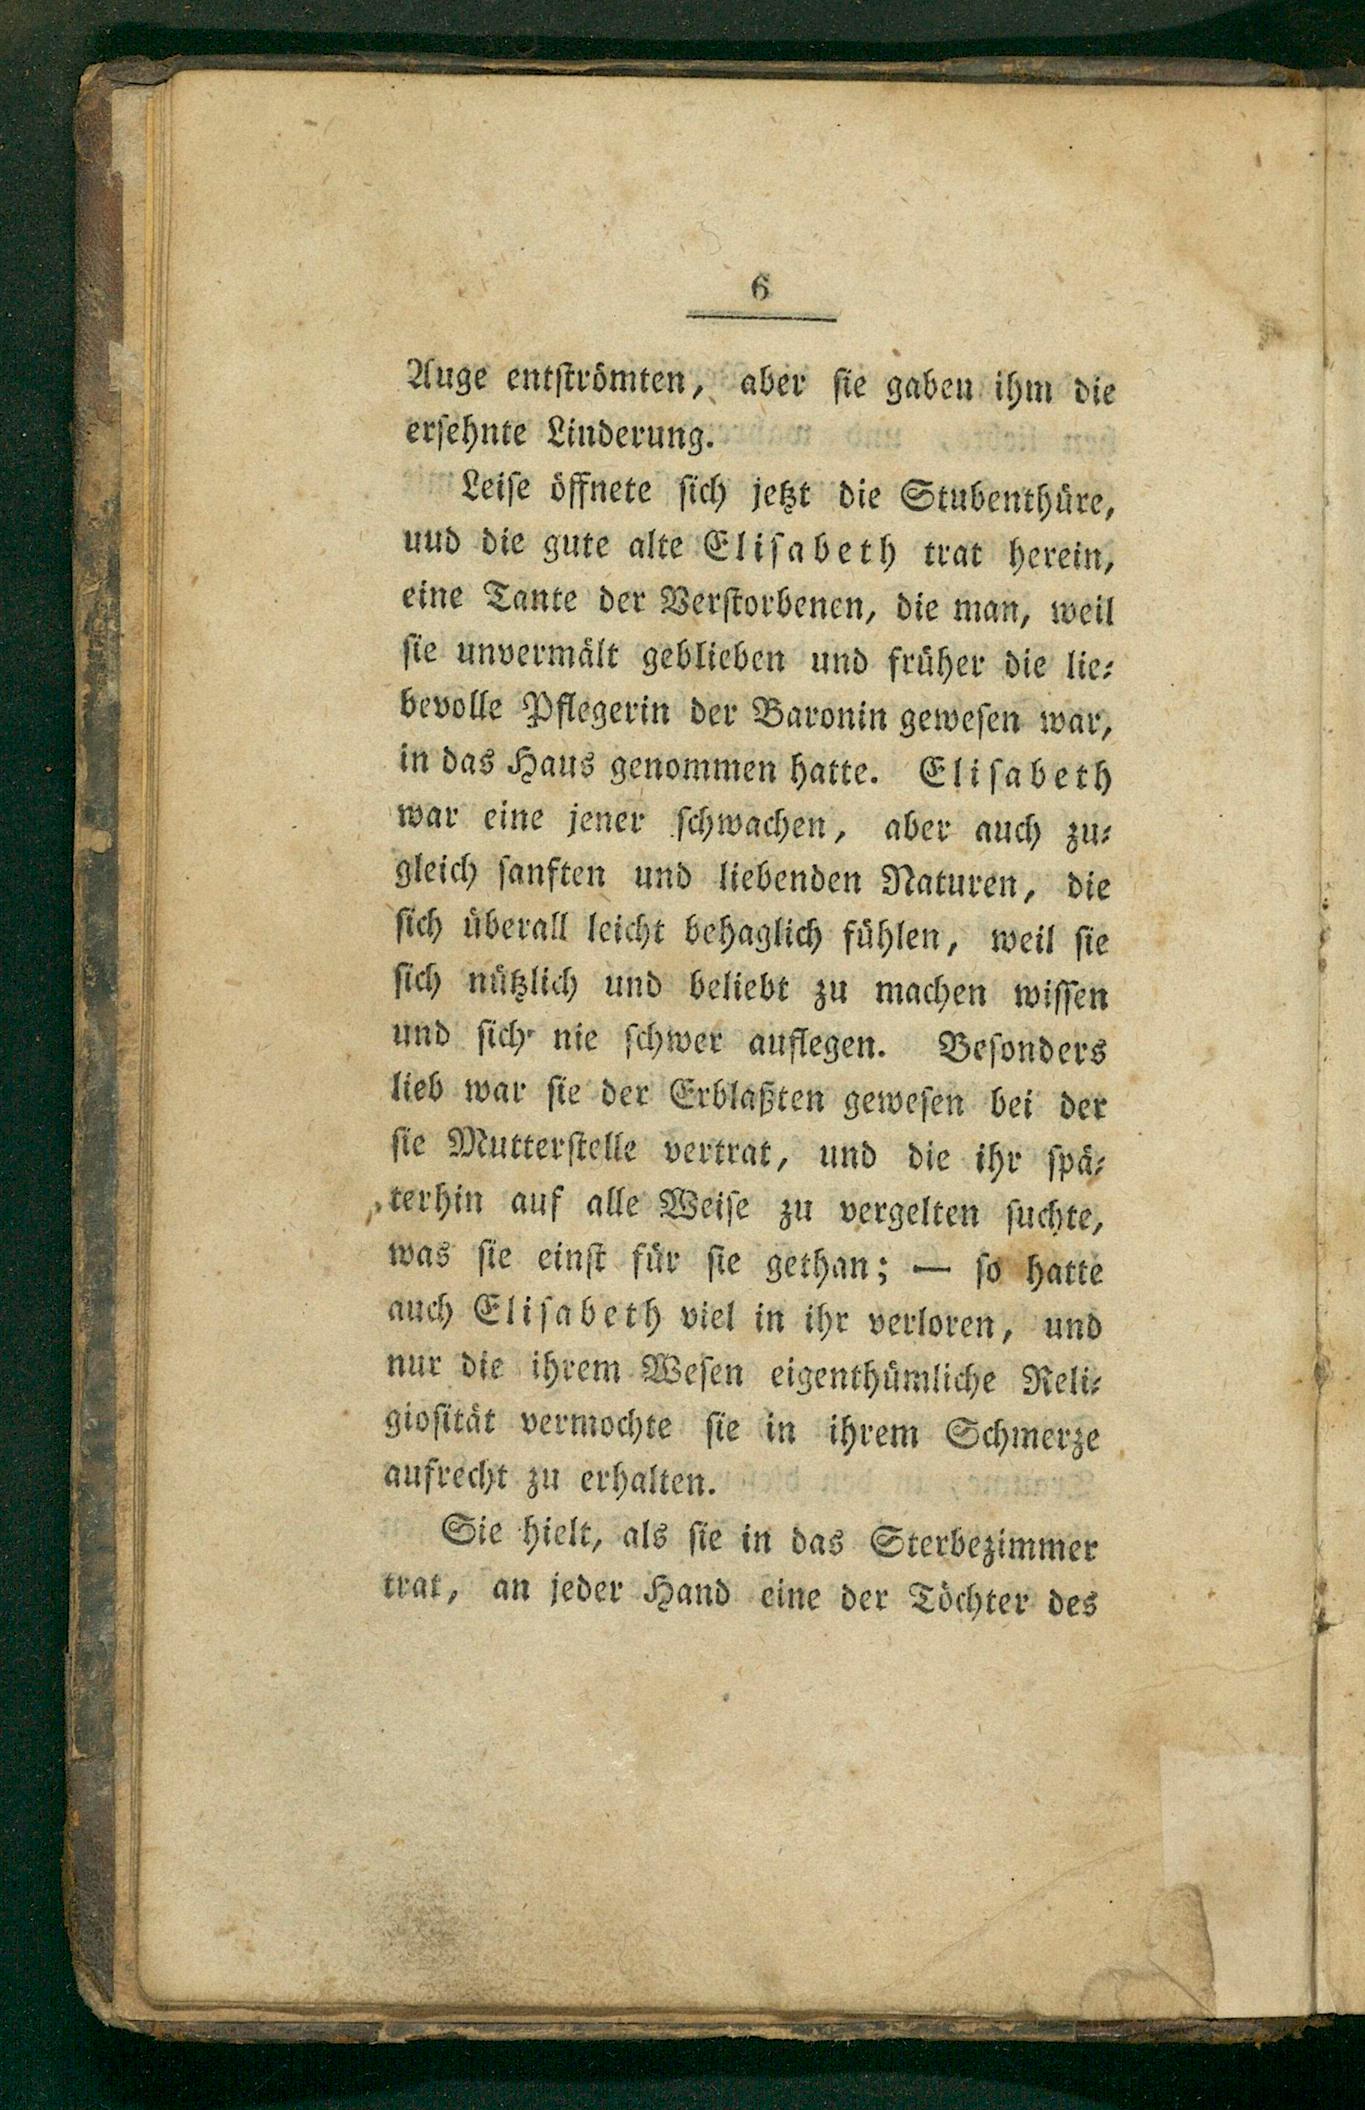 6
Auge entströmten, aber sie gaben ihm die
ersehnte Linderung.
Leise öffnete sich jetzt die Stubenthüre,
uud die gute alte Elisabeth trat herein,
eine Tante der Verstorbenen, die man, weil
sie unvermält geblieben und früher die lie-
bevolle Pflegerin der Baronin gewesen war,
in das Haus genommen hatte. Elisabeth
war eine jener schwachen, aber auch zu-
gleich sanften und liebenden Naturen, die
sich überall leicht behaglich fühlen, weil sie
sich nützlich und beliebt zu machen wissen
und sich nie schwer auflegen. Besonders
lieb war sie der Erblaßten gewesen bei der
sie Mutterstelle vertrat, und die ihr spä-
terhin auf alle Weise zu vergelten suchte,
was sie einst für sie gethan; — so hatte
auch Elisabeth viel in ihr verloren, und
nur die ihrem Wesen eigenthümliche Reli-
giosität vermochte sie in ihrem Schmerze
aufrecht zu erhalten.
Sie hielt, als sie in das Sterbezimmer
trat, an jeder Hand eine der Töchter des